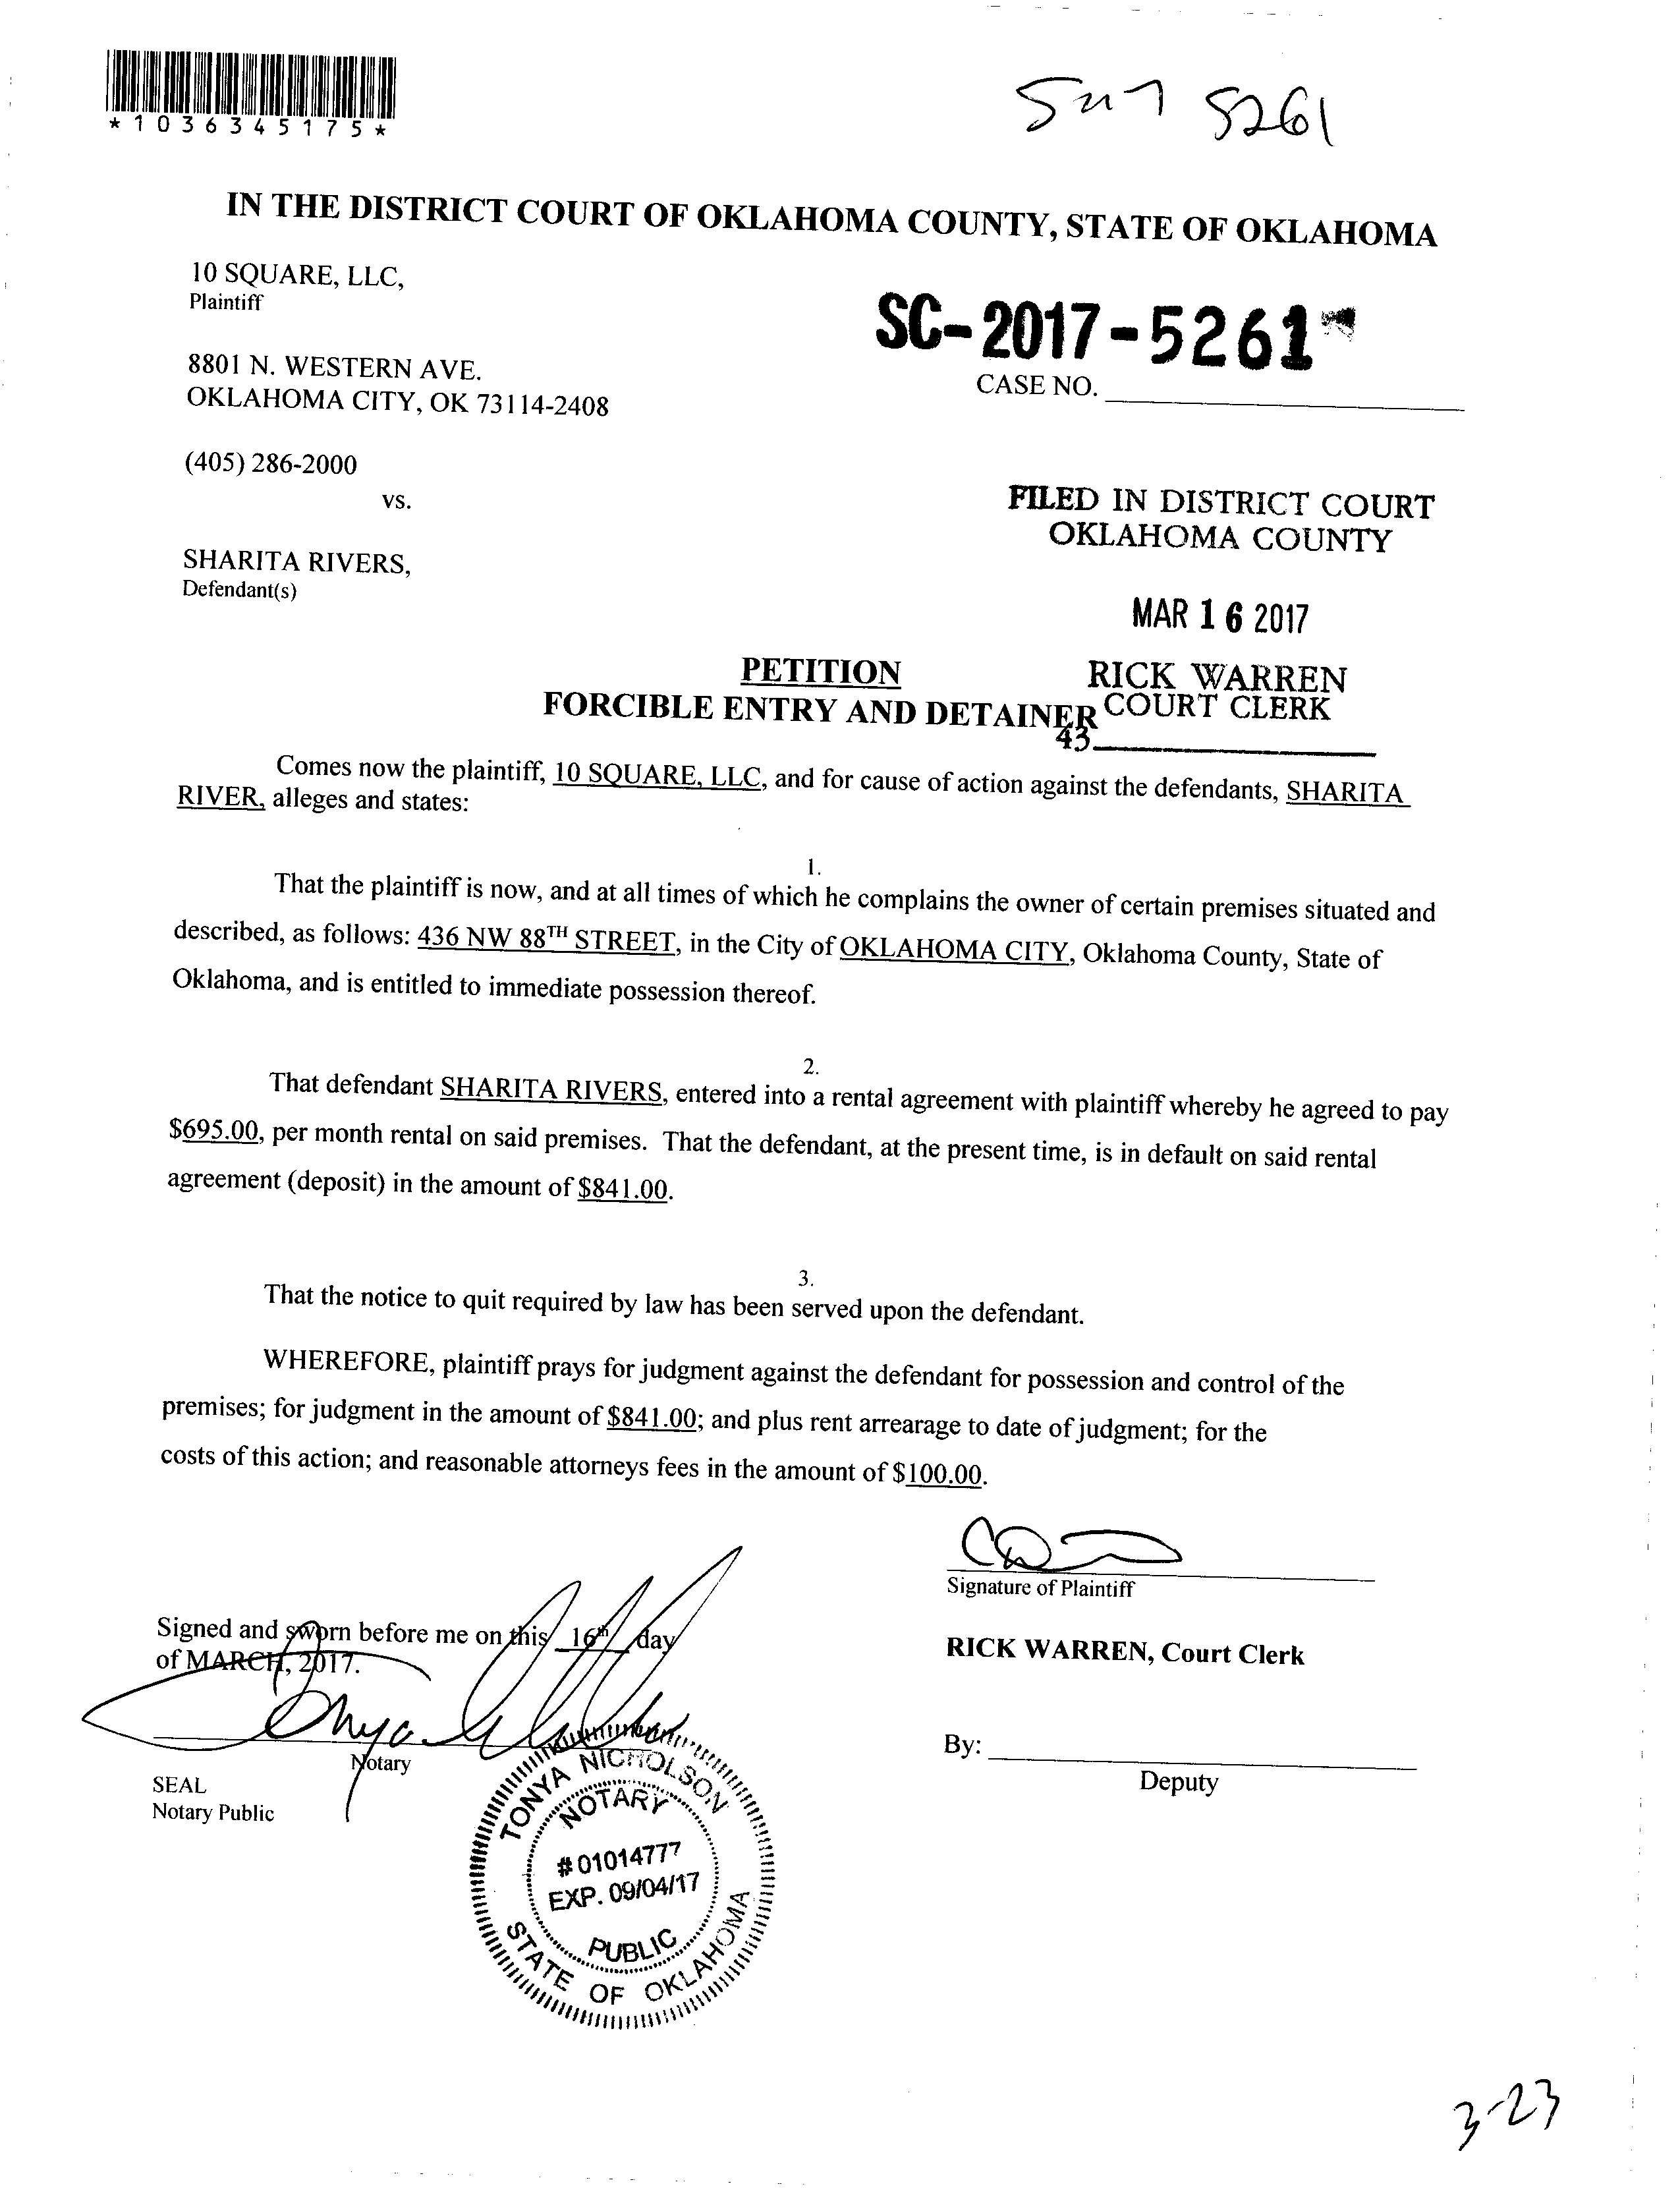 *1036345175*
5261
IN THE DISTRICT COURT OF OKLAHOMA COUNTY, STATE OF OKLAHOMA
10 SQUARE, LLC,
Plaintiff
SC-2017-5261
8801 N. WESTERN AVE.
OKLAHOMA CITY, OK 73114-2408
CASE NO.
(405) 286-2000
vs.
FILED IN DISTRICT COURT
OKLAHOMA COUNTY
SHARITA RIVERS,
Defendant(s)
MAR 16 2017
PETITION
RICK WARREN
FORCIBLE ENTRY AND DETAINER
COURT CLERK
43
Comes now the plaintiff, 10 SQUARE, LLC, and for cause of action against the defendants, SHARITA
RIVER, alleges and states:
1.
That the plaintiff is now, and at all times of which he complains the owner of certain premises situated and
described, as follows: 436 NW 88TH STREET, in the City of OKLAHOMA CITY, Oklahoma County, State of
Oklahoma, and is entitled to immediate possession thereof.
2.
That defendant SHARITA RIVERS, entered into a rental agreement with plaintiff whereby he agreed to pay
$695.00, per month rental on said premises. That the defendant, at the present time, is in default on said rental
agreement (deposit) in the amount of $841.00.
3.
That the notice to quit required by law has been served upon the defendant.
WHEREFORE, plaintiff prays for judgment against the defendant for possession and control of the
premises; for judgment in the amount of $841.00; and plus rent arrearage to date of judgment; for the
costs of this action; and reasonable attorneys fees in the amount of $100.00.
Signature of Plaintiff
Signed and sworn before me on this 16th day
of MARCH, 2017.
RICK WARREN, Court Clerk
Tonya
Notary
By:
Deputy
SEAL
Notary Public
TONYA NICHOLSON
NOTARY
#01014777
EXP. 09/04/17
PUBLIC
STATE OF OKLAHOMA
3-23